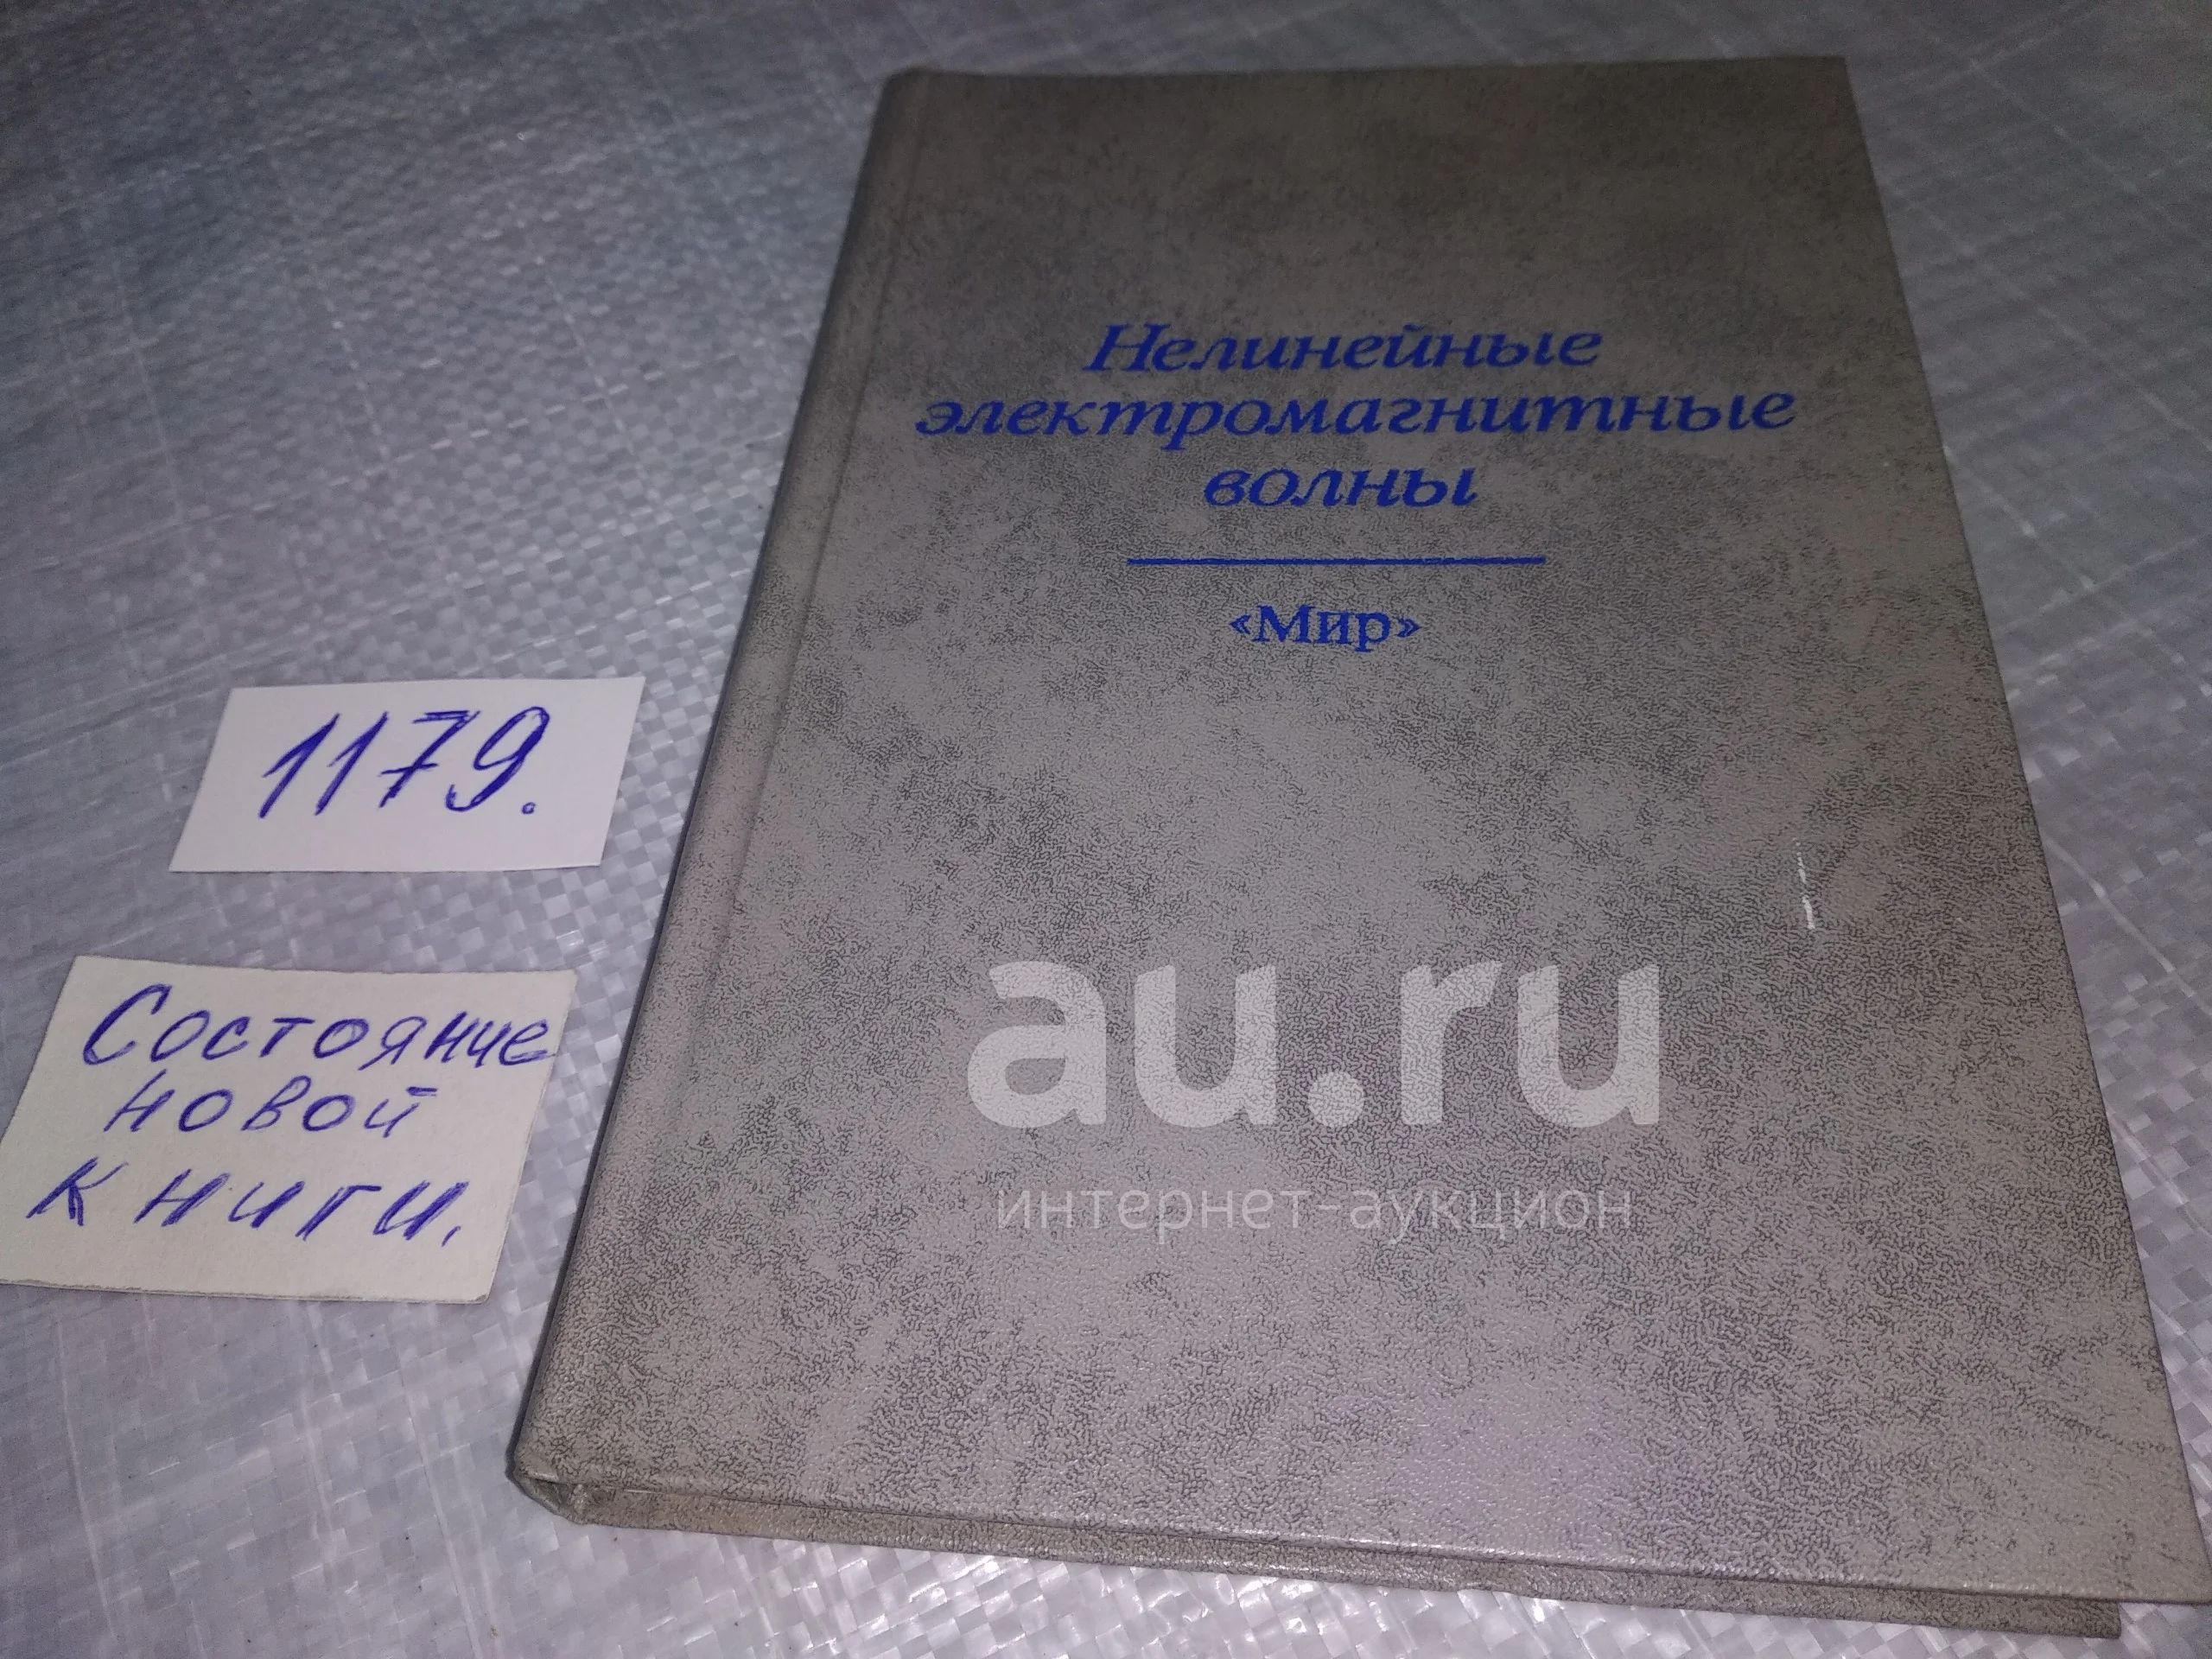 Нелинейные
электромагнитные
волны
«Мир»
1179.
Состояние
новой
книги.
au.ru
интернет-аукцион